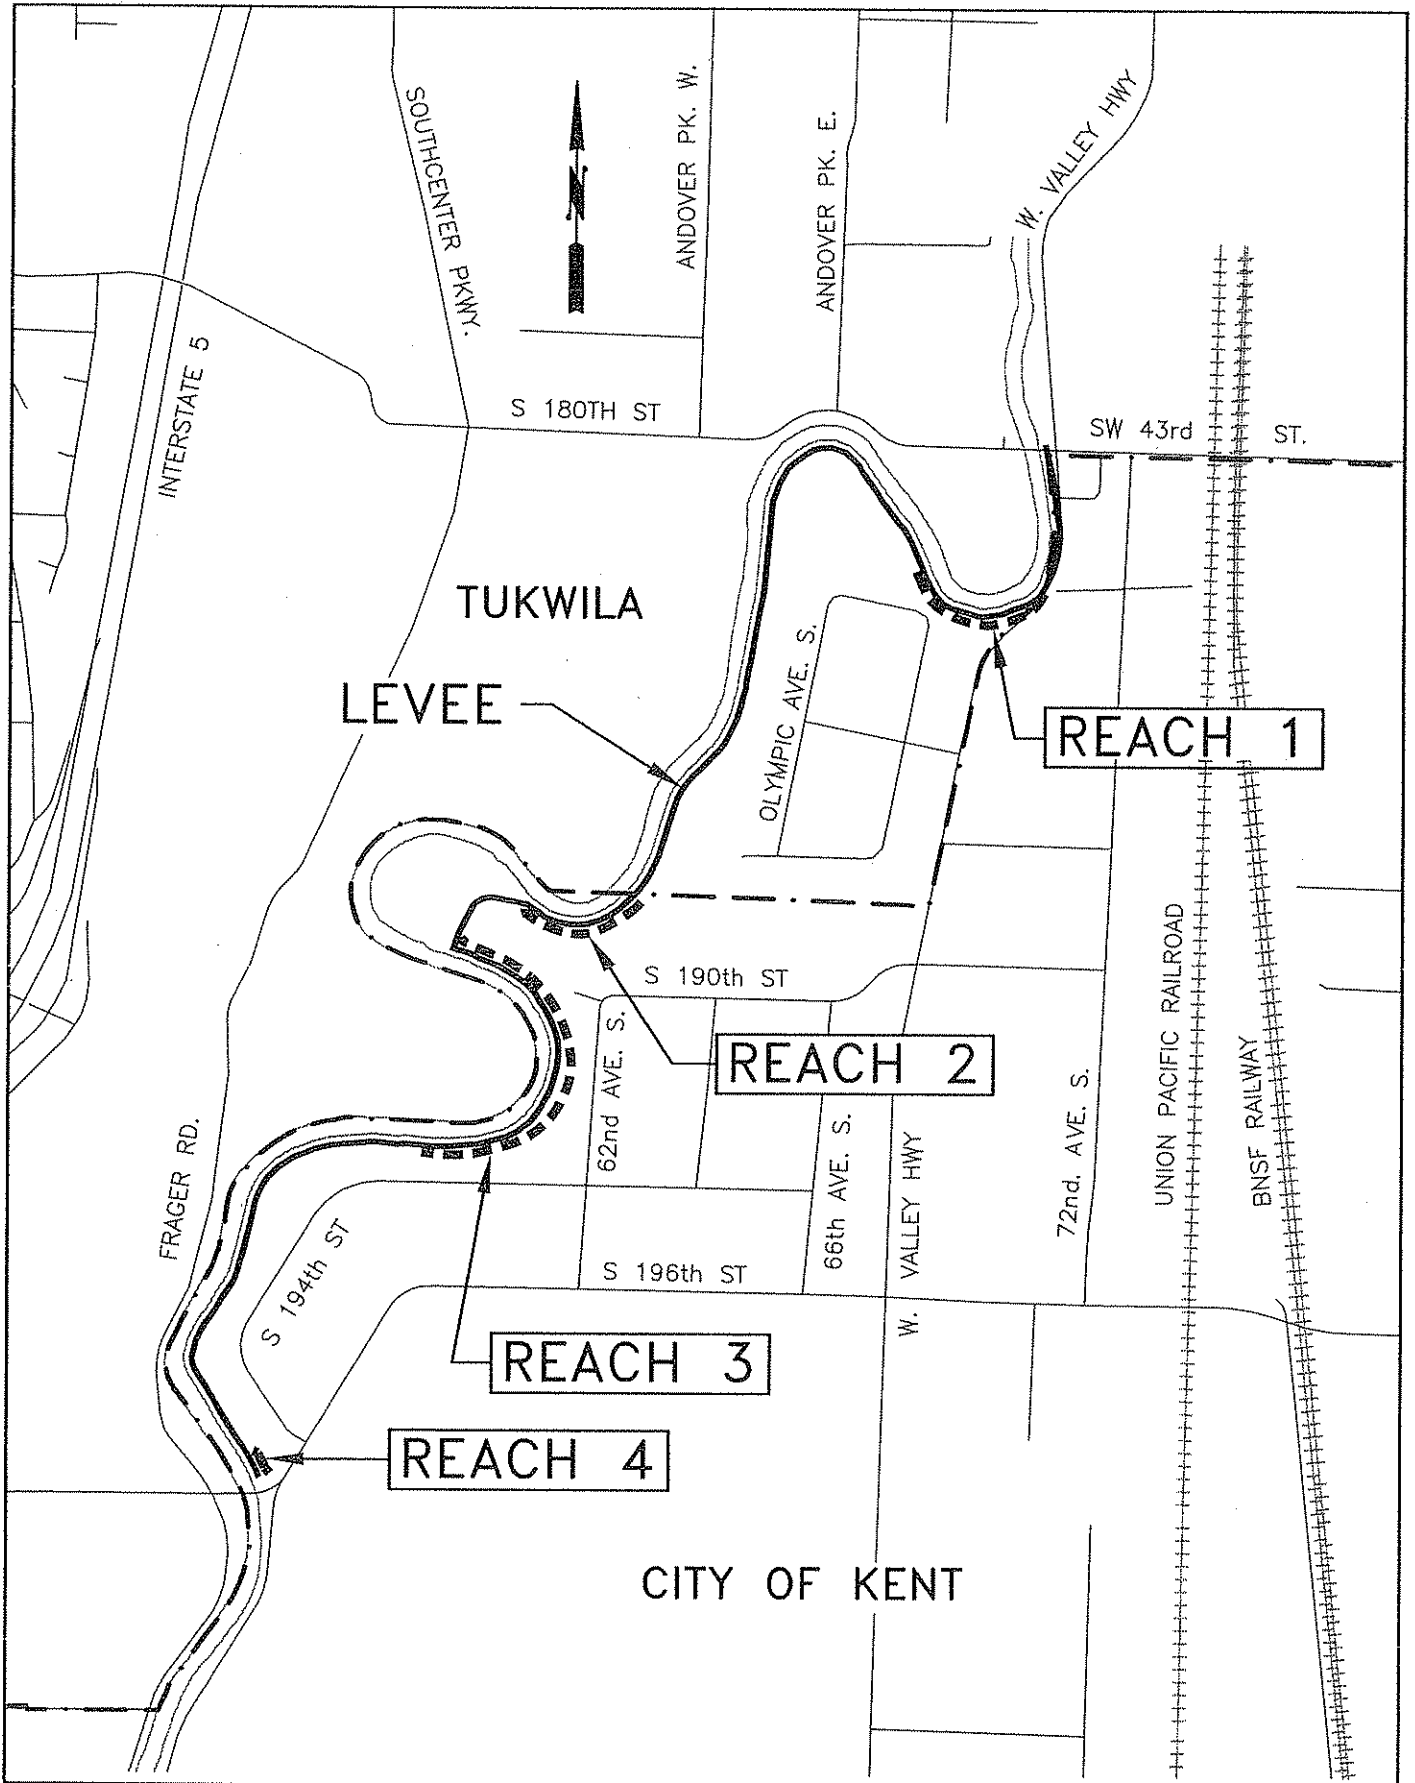 SOUTHCENTER PKWY.
N
ANDOVER PK. W.
ANDOVER PK. E.
W. VALLEY HWY
INTERSTATE 5
S 180TH ST
SW 43rd ST.
TUKWILA
LEVEE
OLYMPIC AVE. S.
REACH 1
S 190th ST
REACH 2
62nd AVE. S.
66th AVE. S.
W. VALLEY HWY
72nd. AVE. S.
UNION PACIFIC RAILROAD
BNSF RAILWAY
FRAGER RD.
S 194th ST
S 196th ST
REACH 3
REACH 4
CITY OF KENT